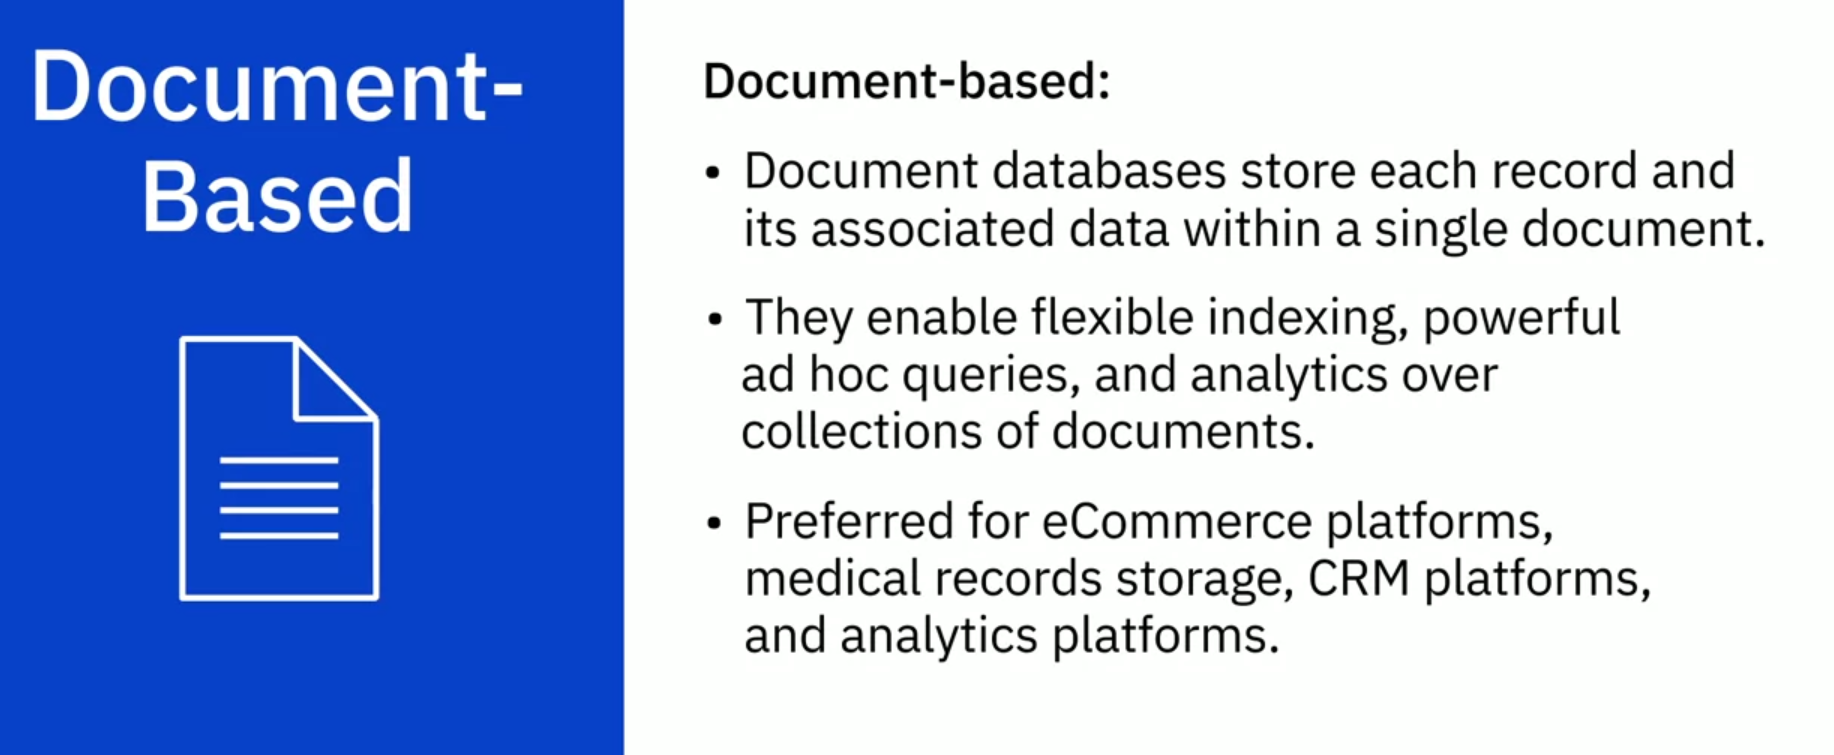 Document-
Based
Document-based:
• Document databases store each record and
its associated data within a single document.
• They enable flexible indexing, powerful
ad hoc queries, and analytics over
collections of documents.
• Preferred for eCommerce platforms,
medical records storage, CRM platforms,
and analytics platforms.